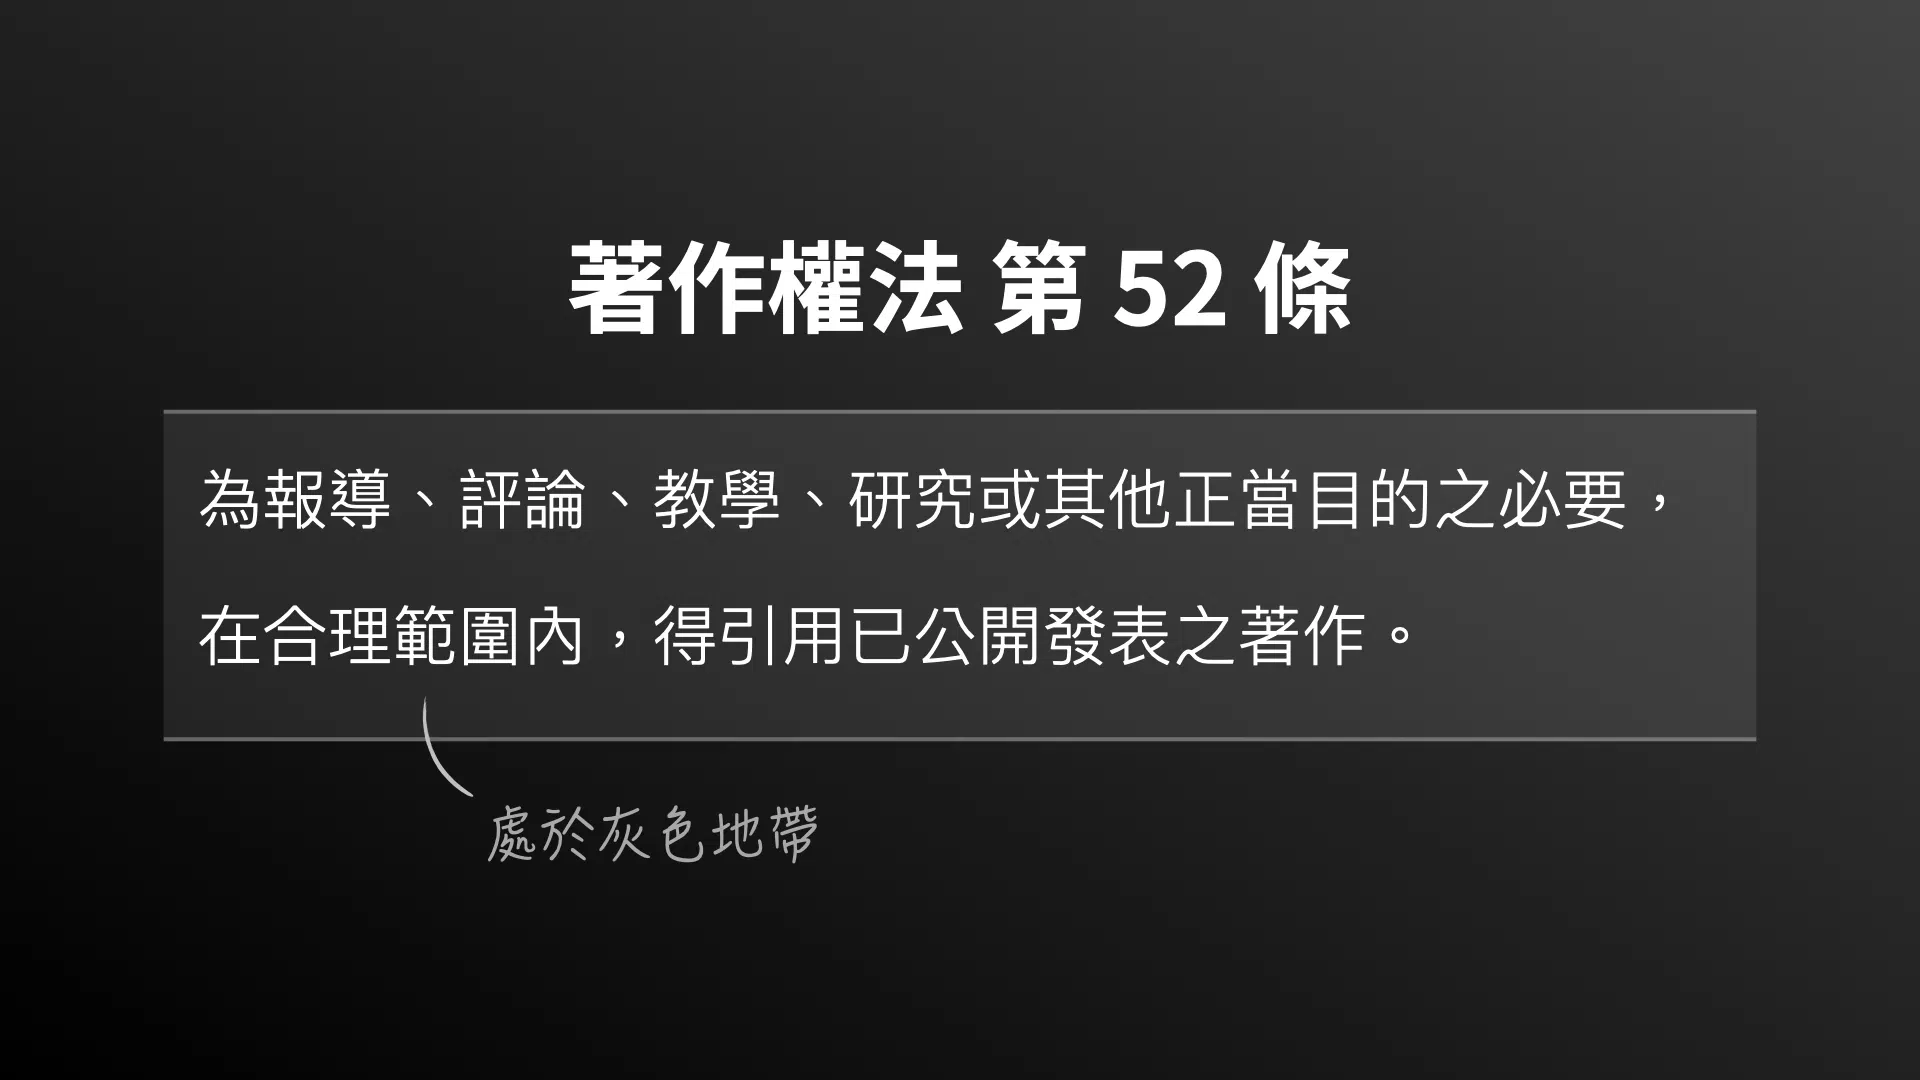 著作權法 第 52 條
為報導、評論、教學、研究或其他正當目的之必要，
在合理範圍內，得引用已公開發表之著作。
處於灰色地帶